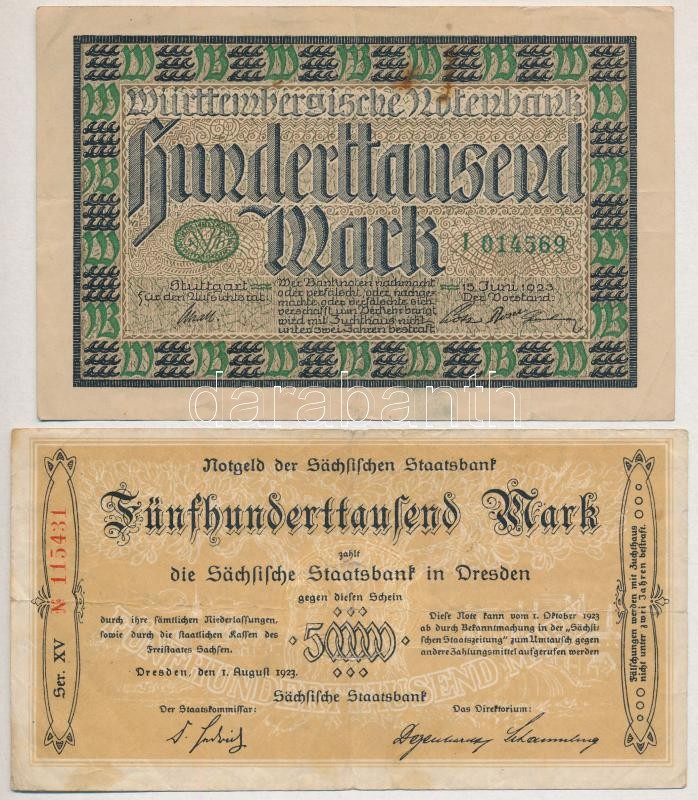 Württembergische Notenbank
Hunderttausend
Mark
I 014569
Stuttgart
15. Juni 1923
für den Aufsichtsrat:
Wer Banknoten nachmacht
oder verfälscht, oder nachge-
machte oder verfälschte sich
verschafft und in Verkehr bringt
wird mit Zuchthaus nicht
unter zwei Jahren bestraft
Der Vorstand:
darabanth
Notgeld der Sächsischen Staatsbank
Fünfhunderttausend Mark
zahlt
die Sächsische Staatsbank in Dresden
gegen diesen Schein
durch ihre sämtlichen Niederlassungen,
sowie durch die staatlichen Kassen des
Freistaates Sachsen.
Dresden, den 1. August 1923.
500000
Diese Note kann vom 1. Oktober 1923
ab durch Bekanntmachung in der „Sächsi-
schen Staatszeitung" zum Umtausch gegen
andere Zahlungsmittel aufgerufen werden
Sächsische Staatsbank
Der Staatskommissar:
Das Direktorium:
Ser. XV № 115431
Fälschungen werden mit Zuchthaus
nicht unter zwei Jahren bestraft.